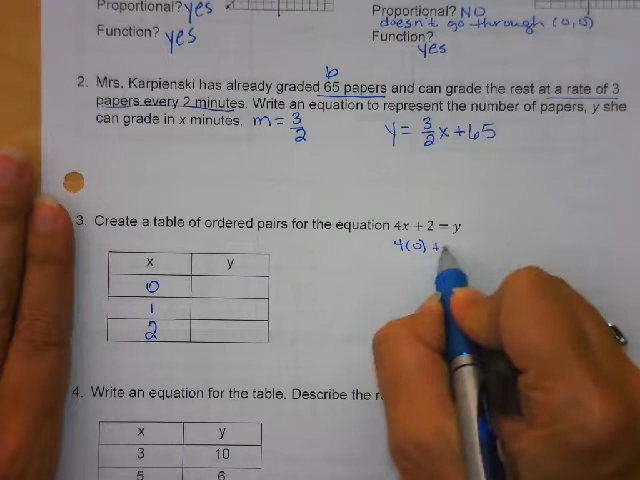 Proportional? yes
Function? yes
Proportional? NO
doesn't go through (0,0)
Function?
yes
b
2. Mrs. Karpienski has already graded 65 papers and can grade the rest at a rate of 3
papers every 2 minutes. Write an equation to represent the number of papers, y she
can grade in x minutes. m = 3/2 y = 3/2 x + 65
3. Create a table of ordered pairs for the equation 4x + 2 = y
4(0) +
x y
0
1
2
4. Write an equation for the table. Describe the
x y
3 10
5 6